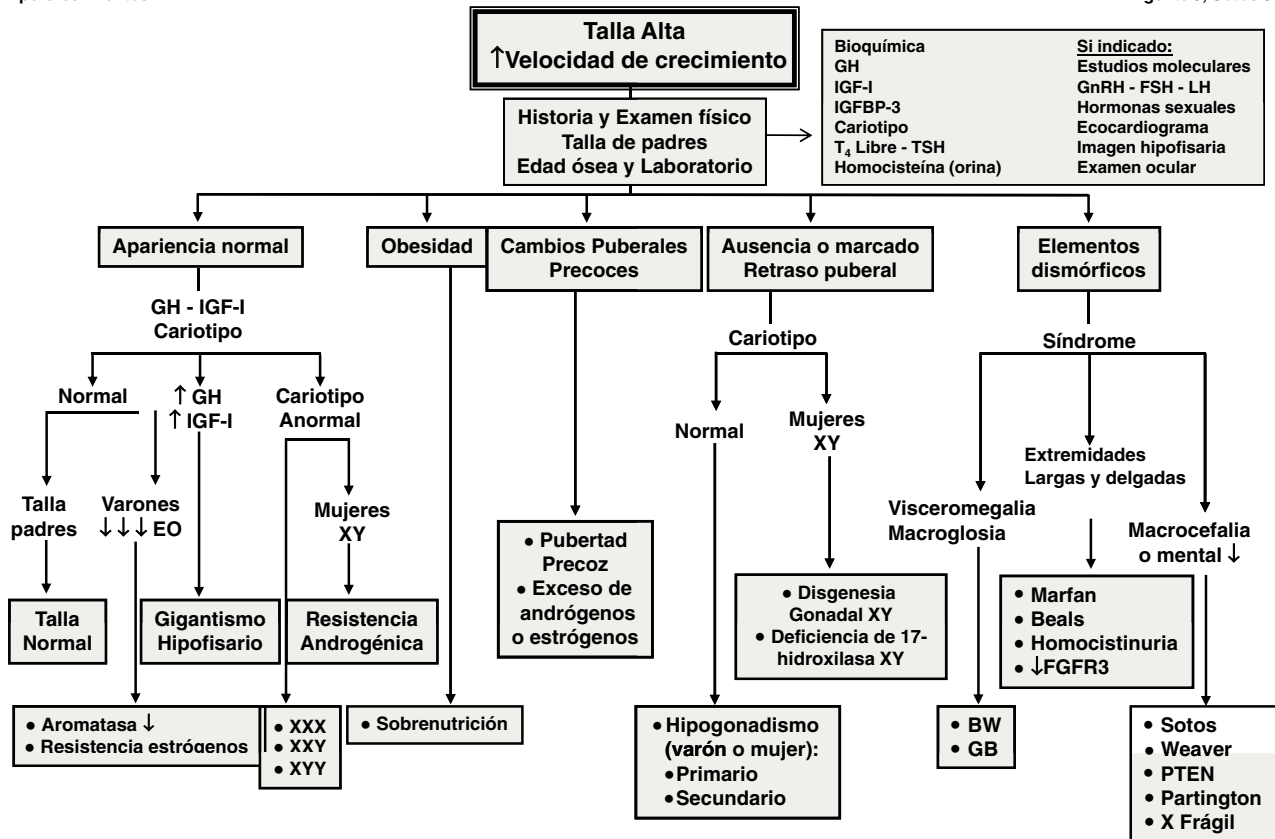 Talla Alta
↑Velocidad de crecimiento
Historia y Examen físico
Talla de padres
Edad ósea y Laboratorio
Bioquímica
GH
IGF-I
IGFBP-3
Cariotipo
T4 Libre - TSH
Homocisteína (orina)
Si indicado:
Estudios moleculares
GnRH - FSH - LH
Hormonas sexuales
Ecocardiograma
Imagen hipofisaria
Examen ocular
Apariencia normal
GH - IGF-I
Cariotipo
Normal
Talla
padres
Talla
Normal
Varones
↓ ↓ ↓ EO
• Aromatasa ↓
• Resistencia estrógenos
↑ GH
↑ IGF-I
Gigantismo
Hipofisario
Cariotipo
Anormal
Mujeres
XY
Resistencia
Androgénica
• XXX
• XXY
• XYY
Obesidad
• Sobrenutrición
Cambios Puberales
Precoces
• Pubertad
Precoz
• Exceso de
andrógenos
o estrógenos
Ausencia o marcado
Retraso puberal
Cariotipo
Normal
• Hipogonadismo
(varón o mujer):
• Primario
• Secundario
Mujeres
XY
• Disgenesia
Gonadal XY
• Deficiencia de 17-
hidroxilasa XY
Elementos
dismórficos
Síndrome
Visceromegalia
Macroglosia
• BW
• GB
Extremidades
Largas y delgadas
• Marfan
• Beals
• Homocistinuria
• ↓FGFR3
Macrocefalia
o mental ↓
• Sotos
• Weaver
• PTEN
• Partington
• X Frágil